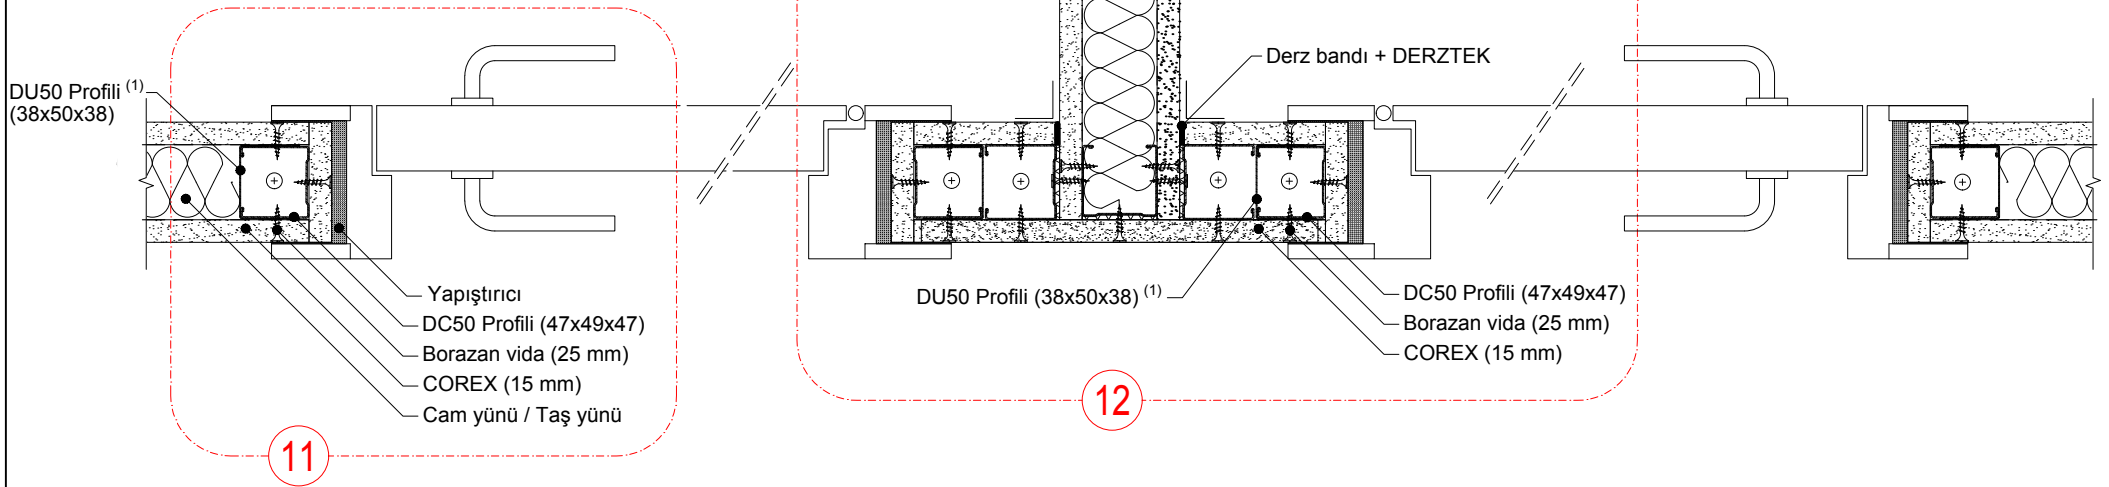 DU50 Profili (1)
(38x50x38)
Yapıştırıcı
DC50 Profili (47x49x47)
Borazan vida (25 mm)
COREX (15 mm)
Cam yünü / Taş yünü
11
Derz bandı + DERZTEK
DU50 Profili (38x50x38) (1)
DC50 Profili (47x49x47)
Borazan vida (25 mm)
COREX (15 mm)
12